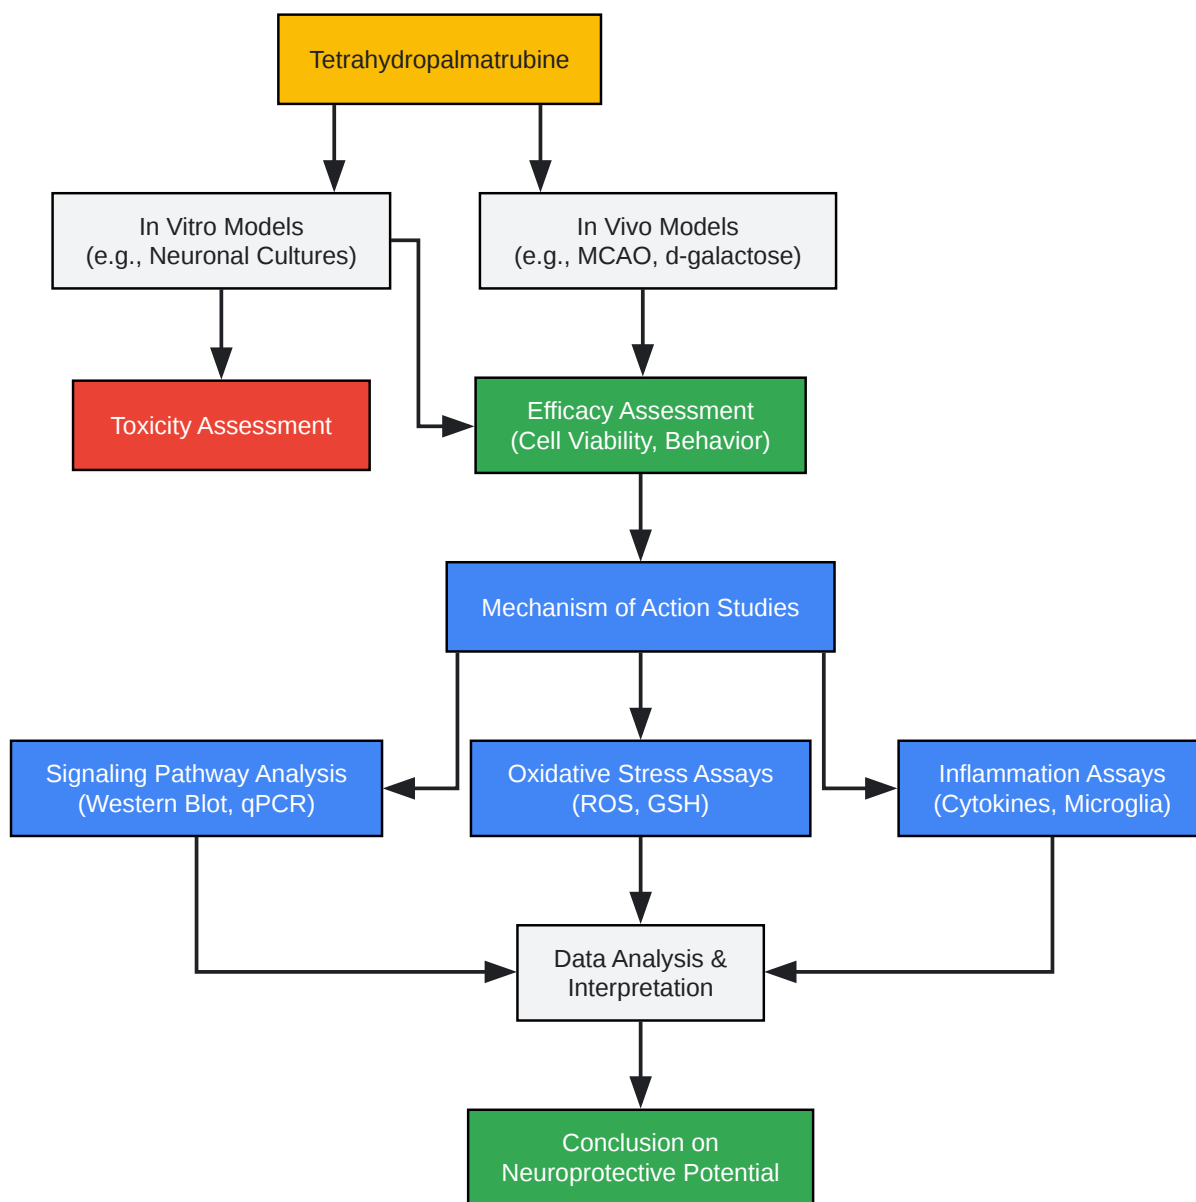 Tetrahydropalmatrubine
In Vitro Models
(e.g., Neuronal Cultures)
In Vivo Models
(e.g., MCAO, d-galactose)
Toxicity Assessment
Efficacy Assessment
(Cell Viability, Behavior)
Mechanism of Action Studies
Signaling Pathway Analysis
(Western Blot, qPCR)
Oxidative Stress Assays
(ROS, GSH)
Inflammation Assays
(Cytokines, Microglia)
Data Analysis &
Interpretation
Conclusion on
Neuroprotective Potential